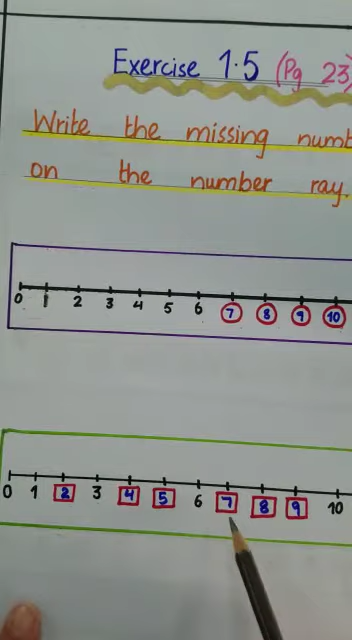 Exercise 1.5 (Pg 23)
Write the missing numb
on the number ray.
0 1 2 3 4 5 6 7 8 9 10
0 1 2 3 4 5 6 7 8 9 10